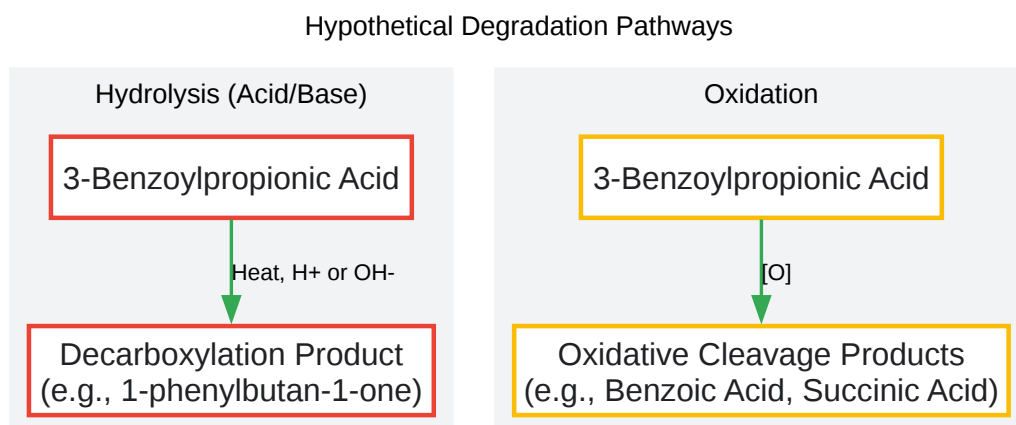 Hypothetical Degradation Pathways
Hydrolysis (Acid/Base)
3-Benzoylpropionic Acid
Heat, H+ or OH-
Decarboxylation Product
(e.g., 1-phenylbutan-1-one)
Oxidation
3-Benzoylpropionic Acid
[O]
Oxidative Cleavage Products
(e.g., Benzoic Acid, Succinic Acid)